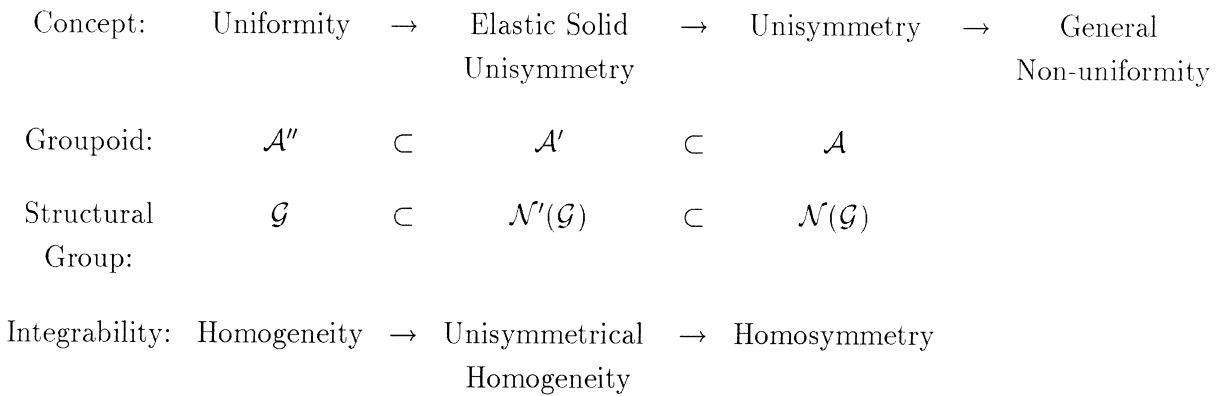 Concept: Uniformity → Elastic Solid → Unisymmetry → General
Unisymmetry Non-uniformity
Groupoid: 𝒜″ ⊂ 𝒜′ ⊂ 𝒜
Structural 𝒢 ⊂ 𝒩′(𝒢) ⊂ 𝒩(𝒢)
Group:
Integrability: Homogeneity → Unisymmetrical → Homosymmetry
Homogeneity